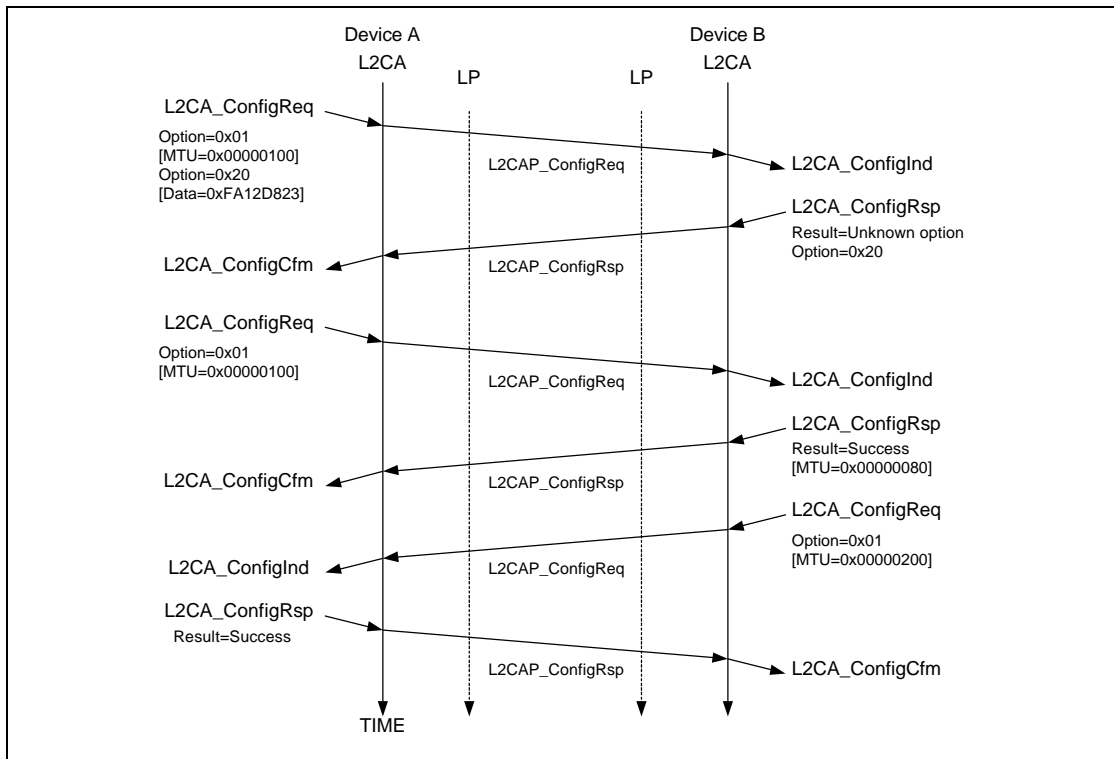 Device A
Device B
L2CA
LP
LP
L2CA
L2CA_ConfigReq
Option=0x01
[MTU=0x00000100]
Option=0x20
[Data=0xFA12D823]
L2CAP_ConfigReq
L2CA_ConfigInd
L2CA_ConfigRsp
Result=Unknown option
Option=0x20
L2CAP_ConfigRsp
L2CA_ConfigCfm
L2CA_ConfigReq
Option=0x01
[MTU=0x00000100]
L2CAP_ConfigReq
L2CA_ConfigInd
L2CA_ConfigRsp
Result=Success
[MTU=0x00000080]
L2CAP_ConfigRsp
L2CA_ConfigCfm
L2CA_ConfigReq
Option=0x01
[MTU=0x00000200]
L2CAP_ConfigReq
L2CA_ConfigInd
L2CA_ConfigRsp
Result=Success
L2CAP_ConfigRsp
L2CA_ConfigCfm
TIME